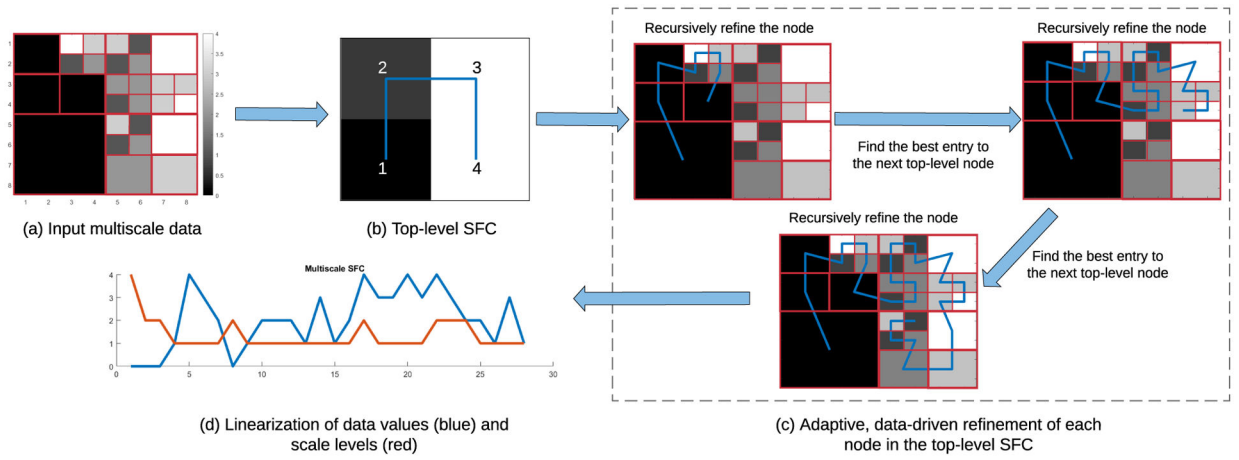 Recursively refine the node
Recursively refine the node
4
3.5
3
2.5
2
1.5
1
0.5
0
1
2
3
4
5
6
7
8
1 2 3 4 5 6 7 8
2 3
1 4
(a) Input multiscale data
(b) Top-level SFC
Find the best entry to
the next top-level node
Recursively refine the node
Find the best entry to
the next top-level node
Multiscale SFC
4
3
2
1
0
0 5 10 15 20 25 30
(d) Linearization of data values (blue) and
scale levels (red)
(c) Adaptive, data-driven refinement of each
node in the top-level SFC